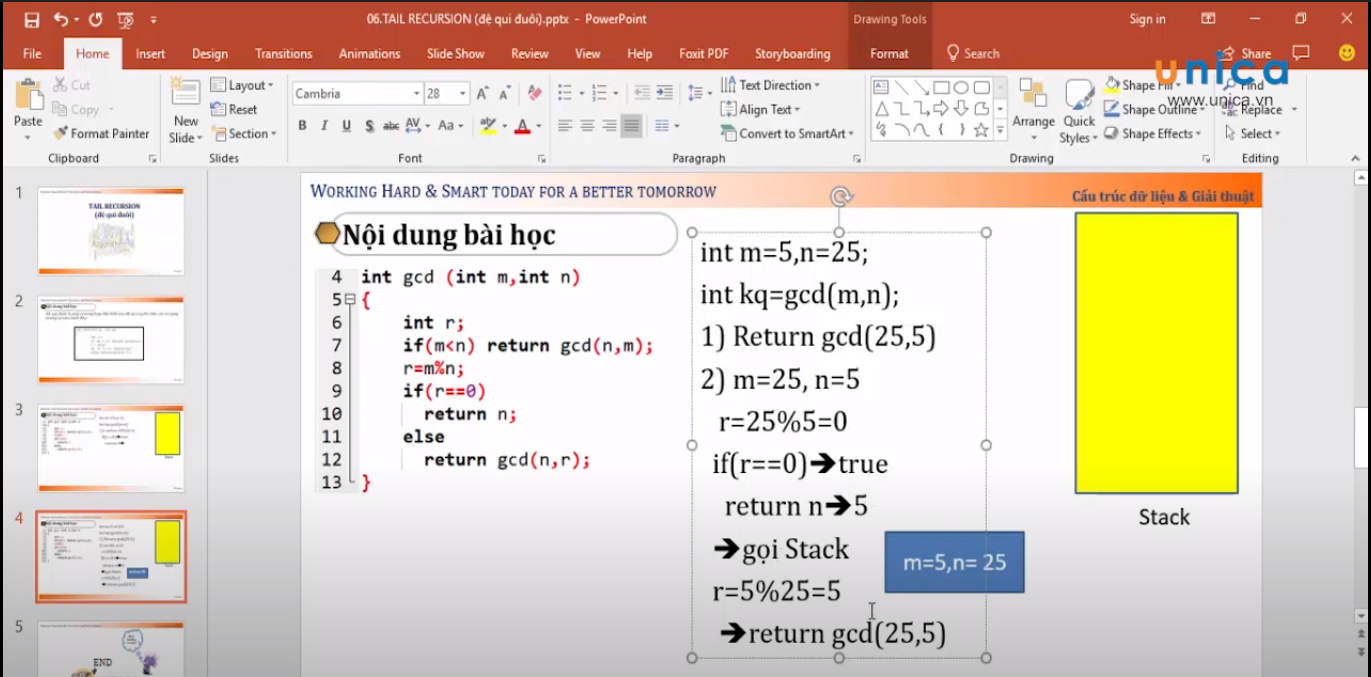 06.TAIL RECURSION (đệ qui đuôi).pptx - PowerPoint
Drawing Tools
Sign in
File Home Insert Design Transitions Animations Slide Show Review View Help Foxit PDF Storyboarding Format Search Share
unica
www.unica.vn
Paste
Cut
Copy
Format Painter
Clipboard
New Slide
Layout
Reset
Section
Slides
Cambria 28
B I U S abc AV Aa A
Font
Text Direction
Align Text
Convert to SmartArt
Paragraph
Arrange
Quick Styles
Shape Fill
Shape Outline
Shape Effects
Drawing
Find
Replace
Select
Editing
1
TAIL RECURSION
(đệ qui đuôi)
2
3
4
5
END
WORKING HARD & SMART TODAY FOR A BETTER TOMORROW
Cấu trúc dữ liệu & Giải thuật
Nội dung bài học
4 int gcd (int m,int n)
5 {
6 int r;
7 if(m<n) return gcd(n,m);
8 r=m%n;
9 if(r==0)
10 return n;
11 else
12 return gcd(n,r);
13 }
int m=5,n=25;
int kq=gcd(m,n);
1) Return gcd(25,5)
2) m=25, n=5
r=25%5=0
if(r==0)➔true
return n➔5
➔gọi Stack
r=5%25=5
➔return gcd(25,5)
m=5,n= 25
Stack